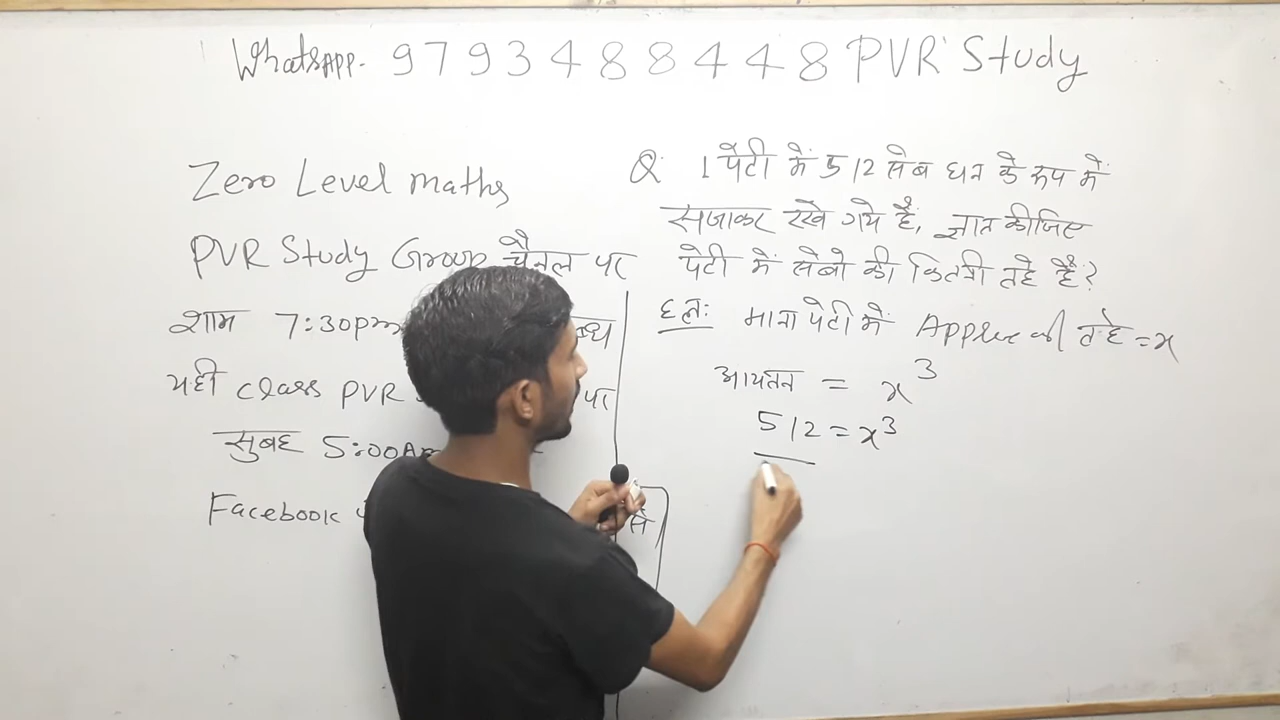 WhatsAPP. 9793488448 PVR Study
Zero Level maths
PVR Study Group चैनल पर
शाम 7:30pm
यही class PVR पर
सुबह 5:00Am
Facebook
से
Q. 1 पेटी में 512 सेब घन के रूप में
सजाकर रखे गये हैं, ज्ञात कीजिए
पेटी में सेबो की कितनी तहे हैं?
हलः माना पेटी में की तहे = x
आयतन = x³
512 = x³